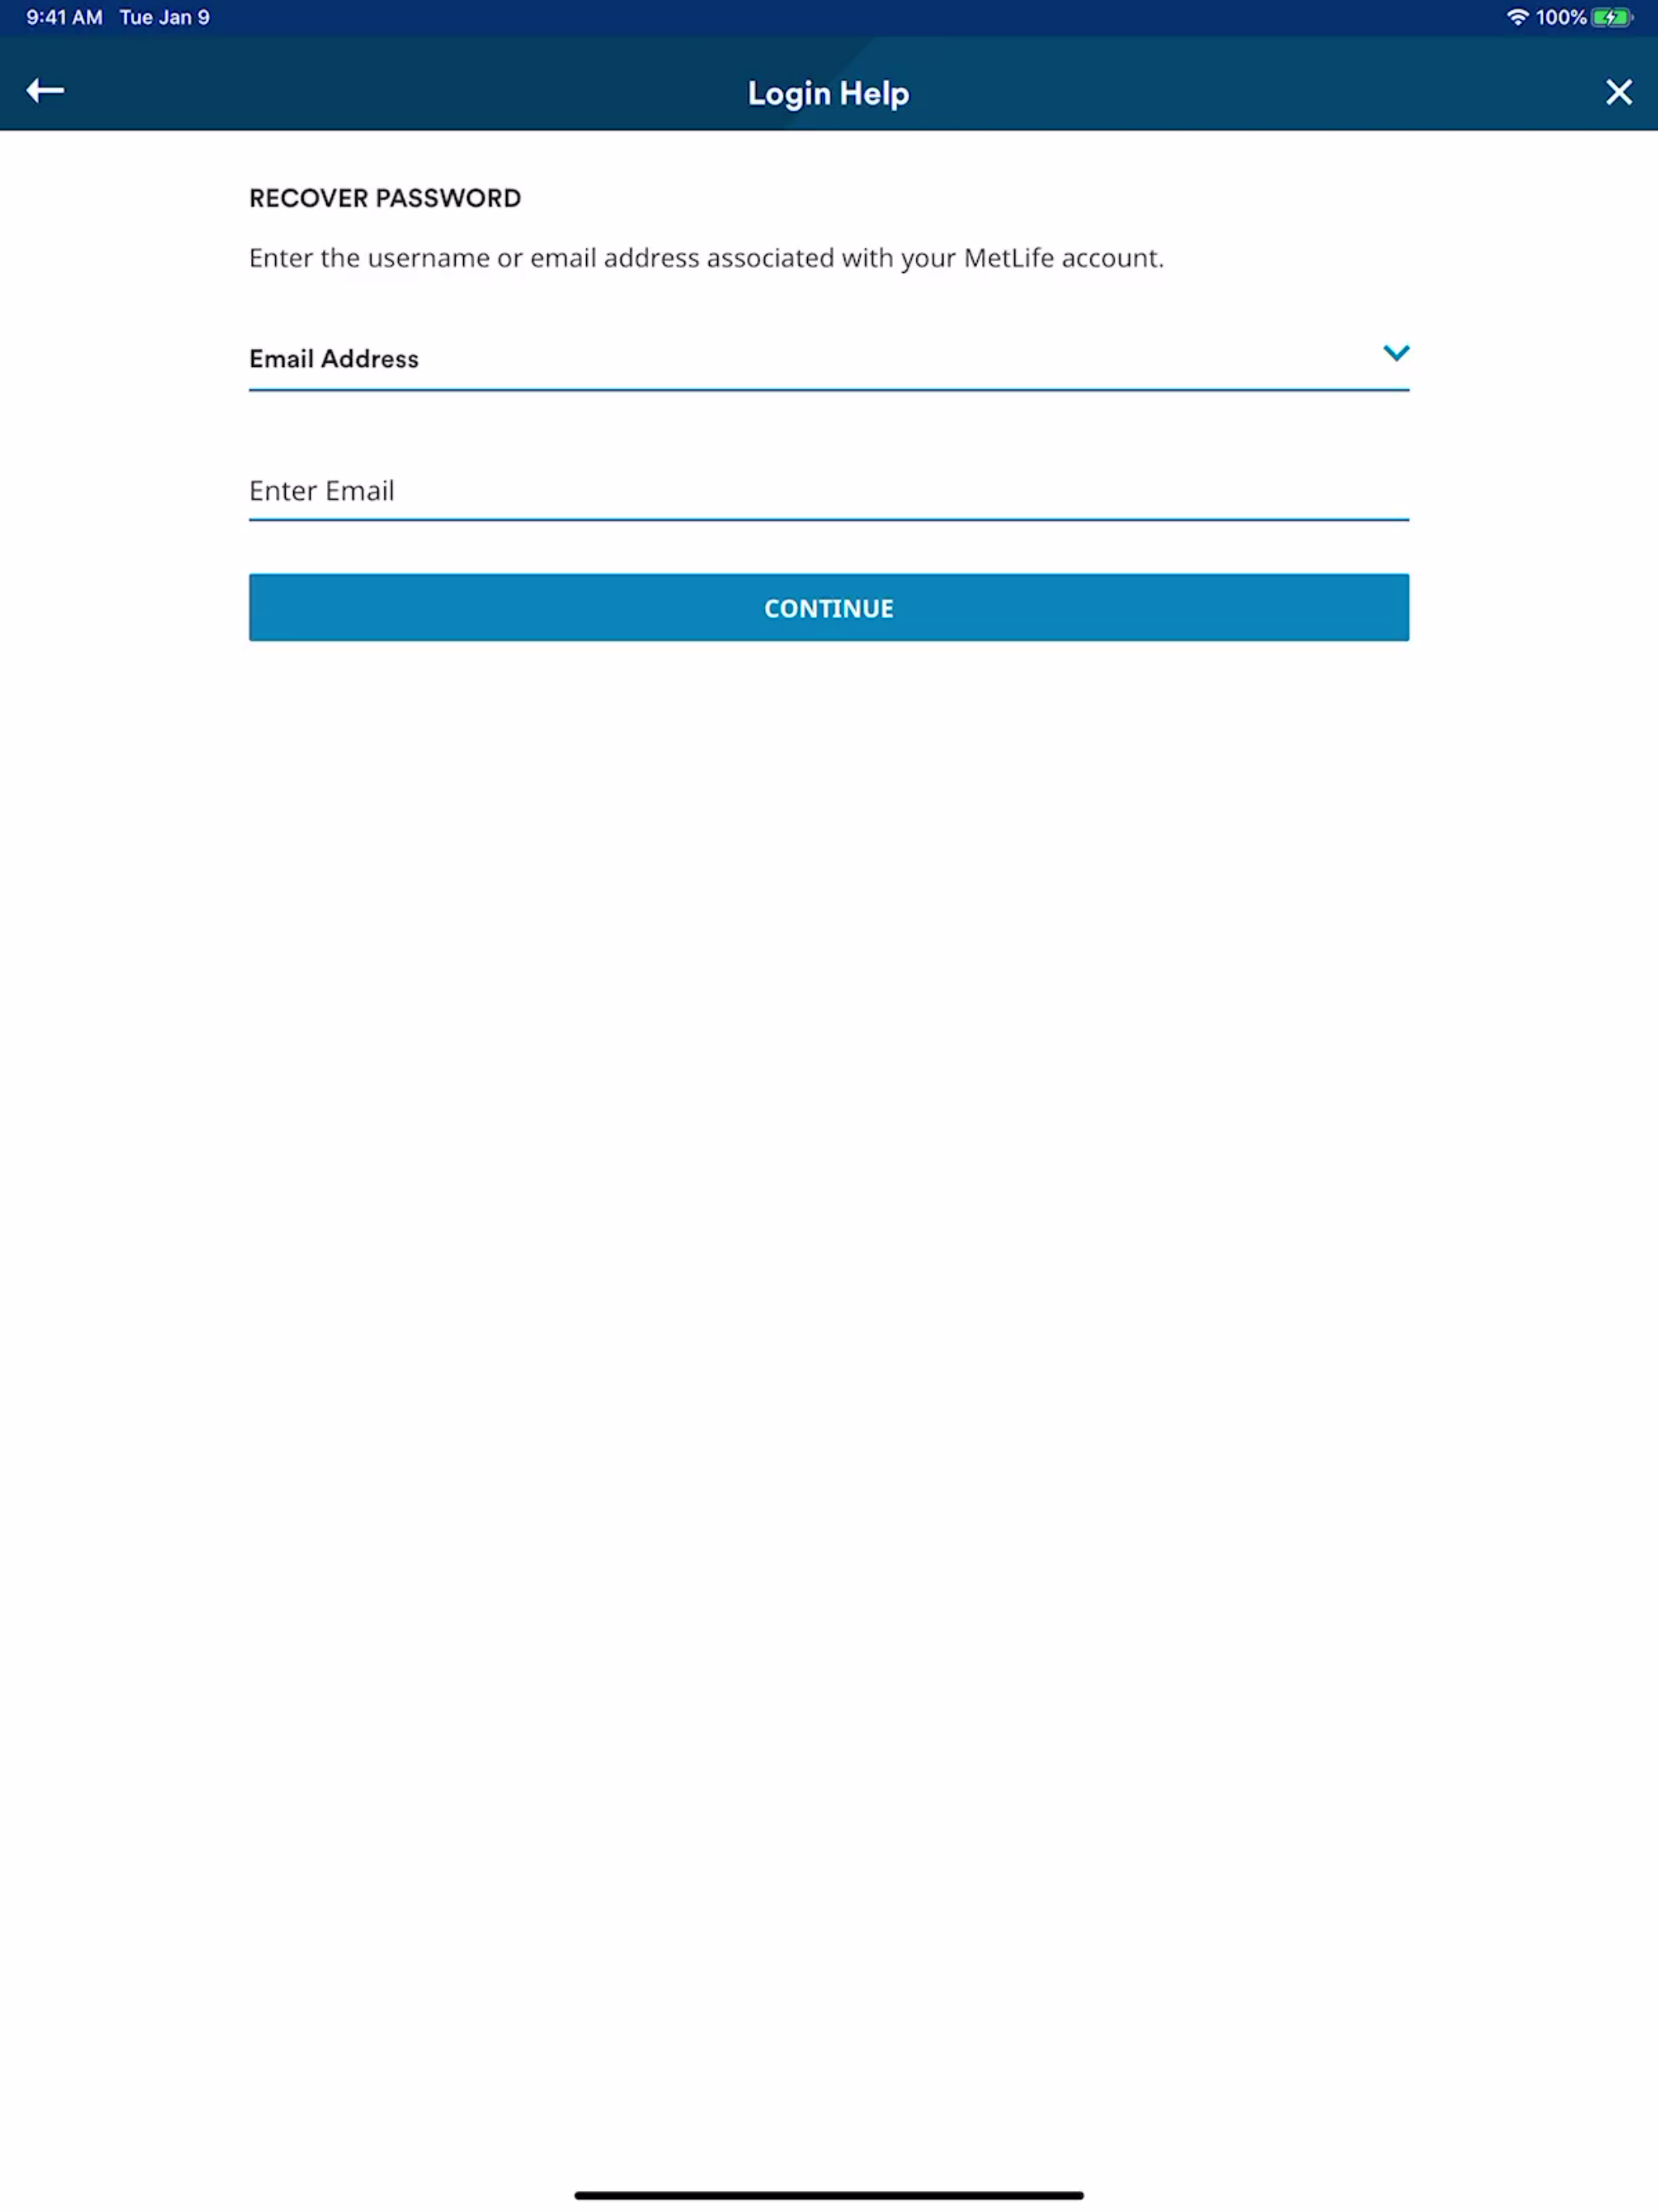 9:41 AM Tue Jan 9 100%
Login Help
RECOVER PASSWORD
Enter the username or email address associated with your MetLife account.
Email Address
Enter Email
CONTINUE